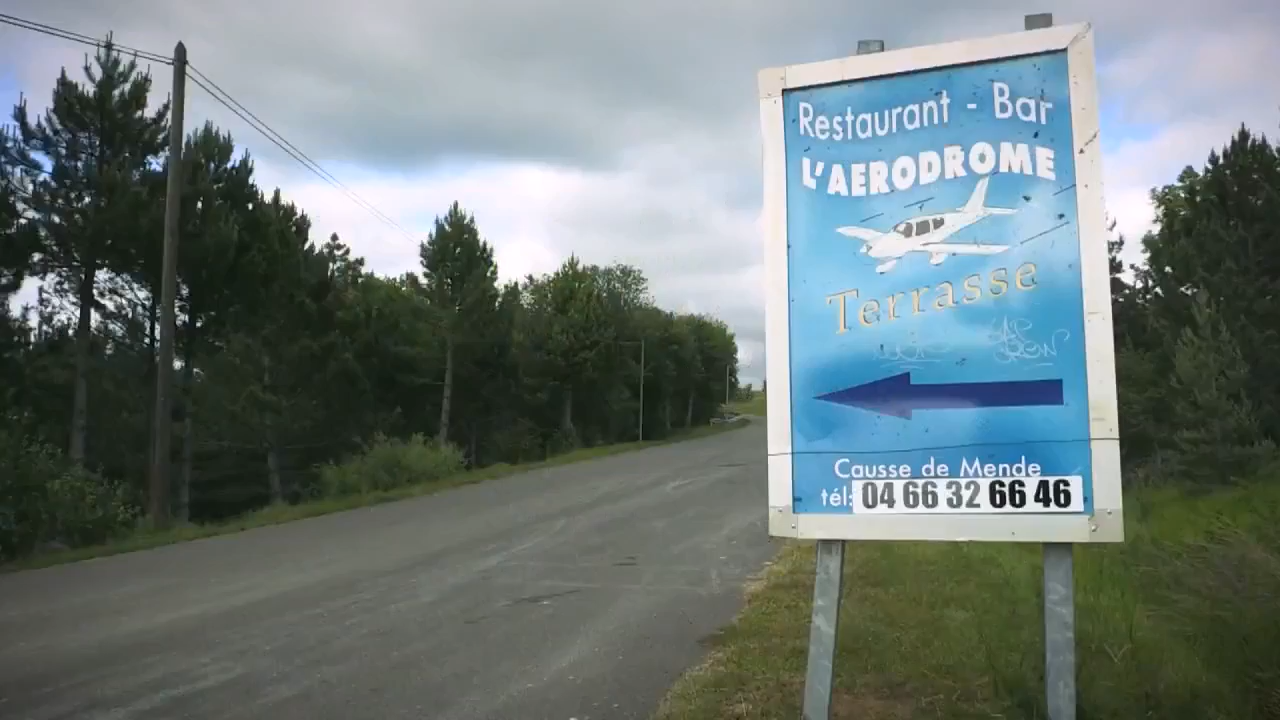 Restaurant - Bar
L'AERODROME
Terrasse
Causse de Mende
tél: 04 66 32 66 46